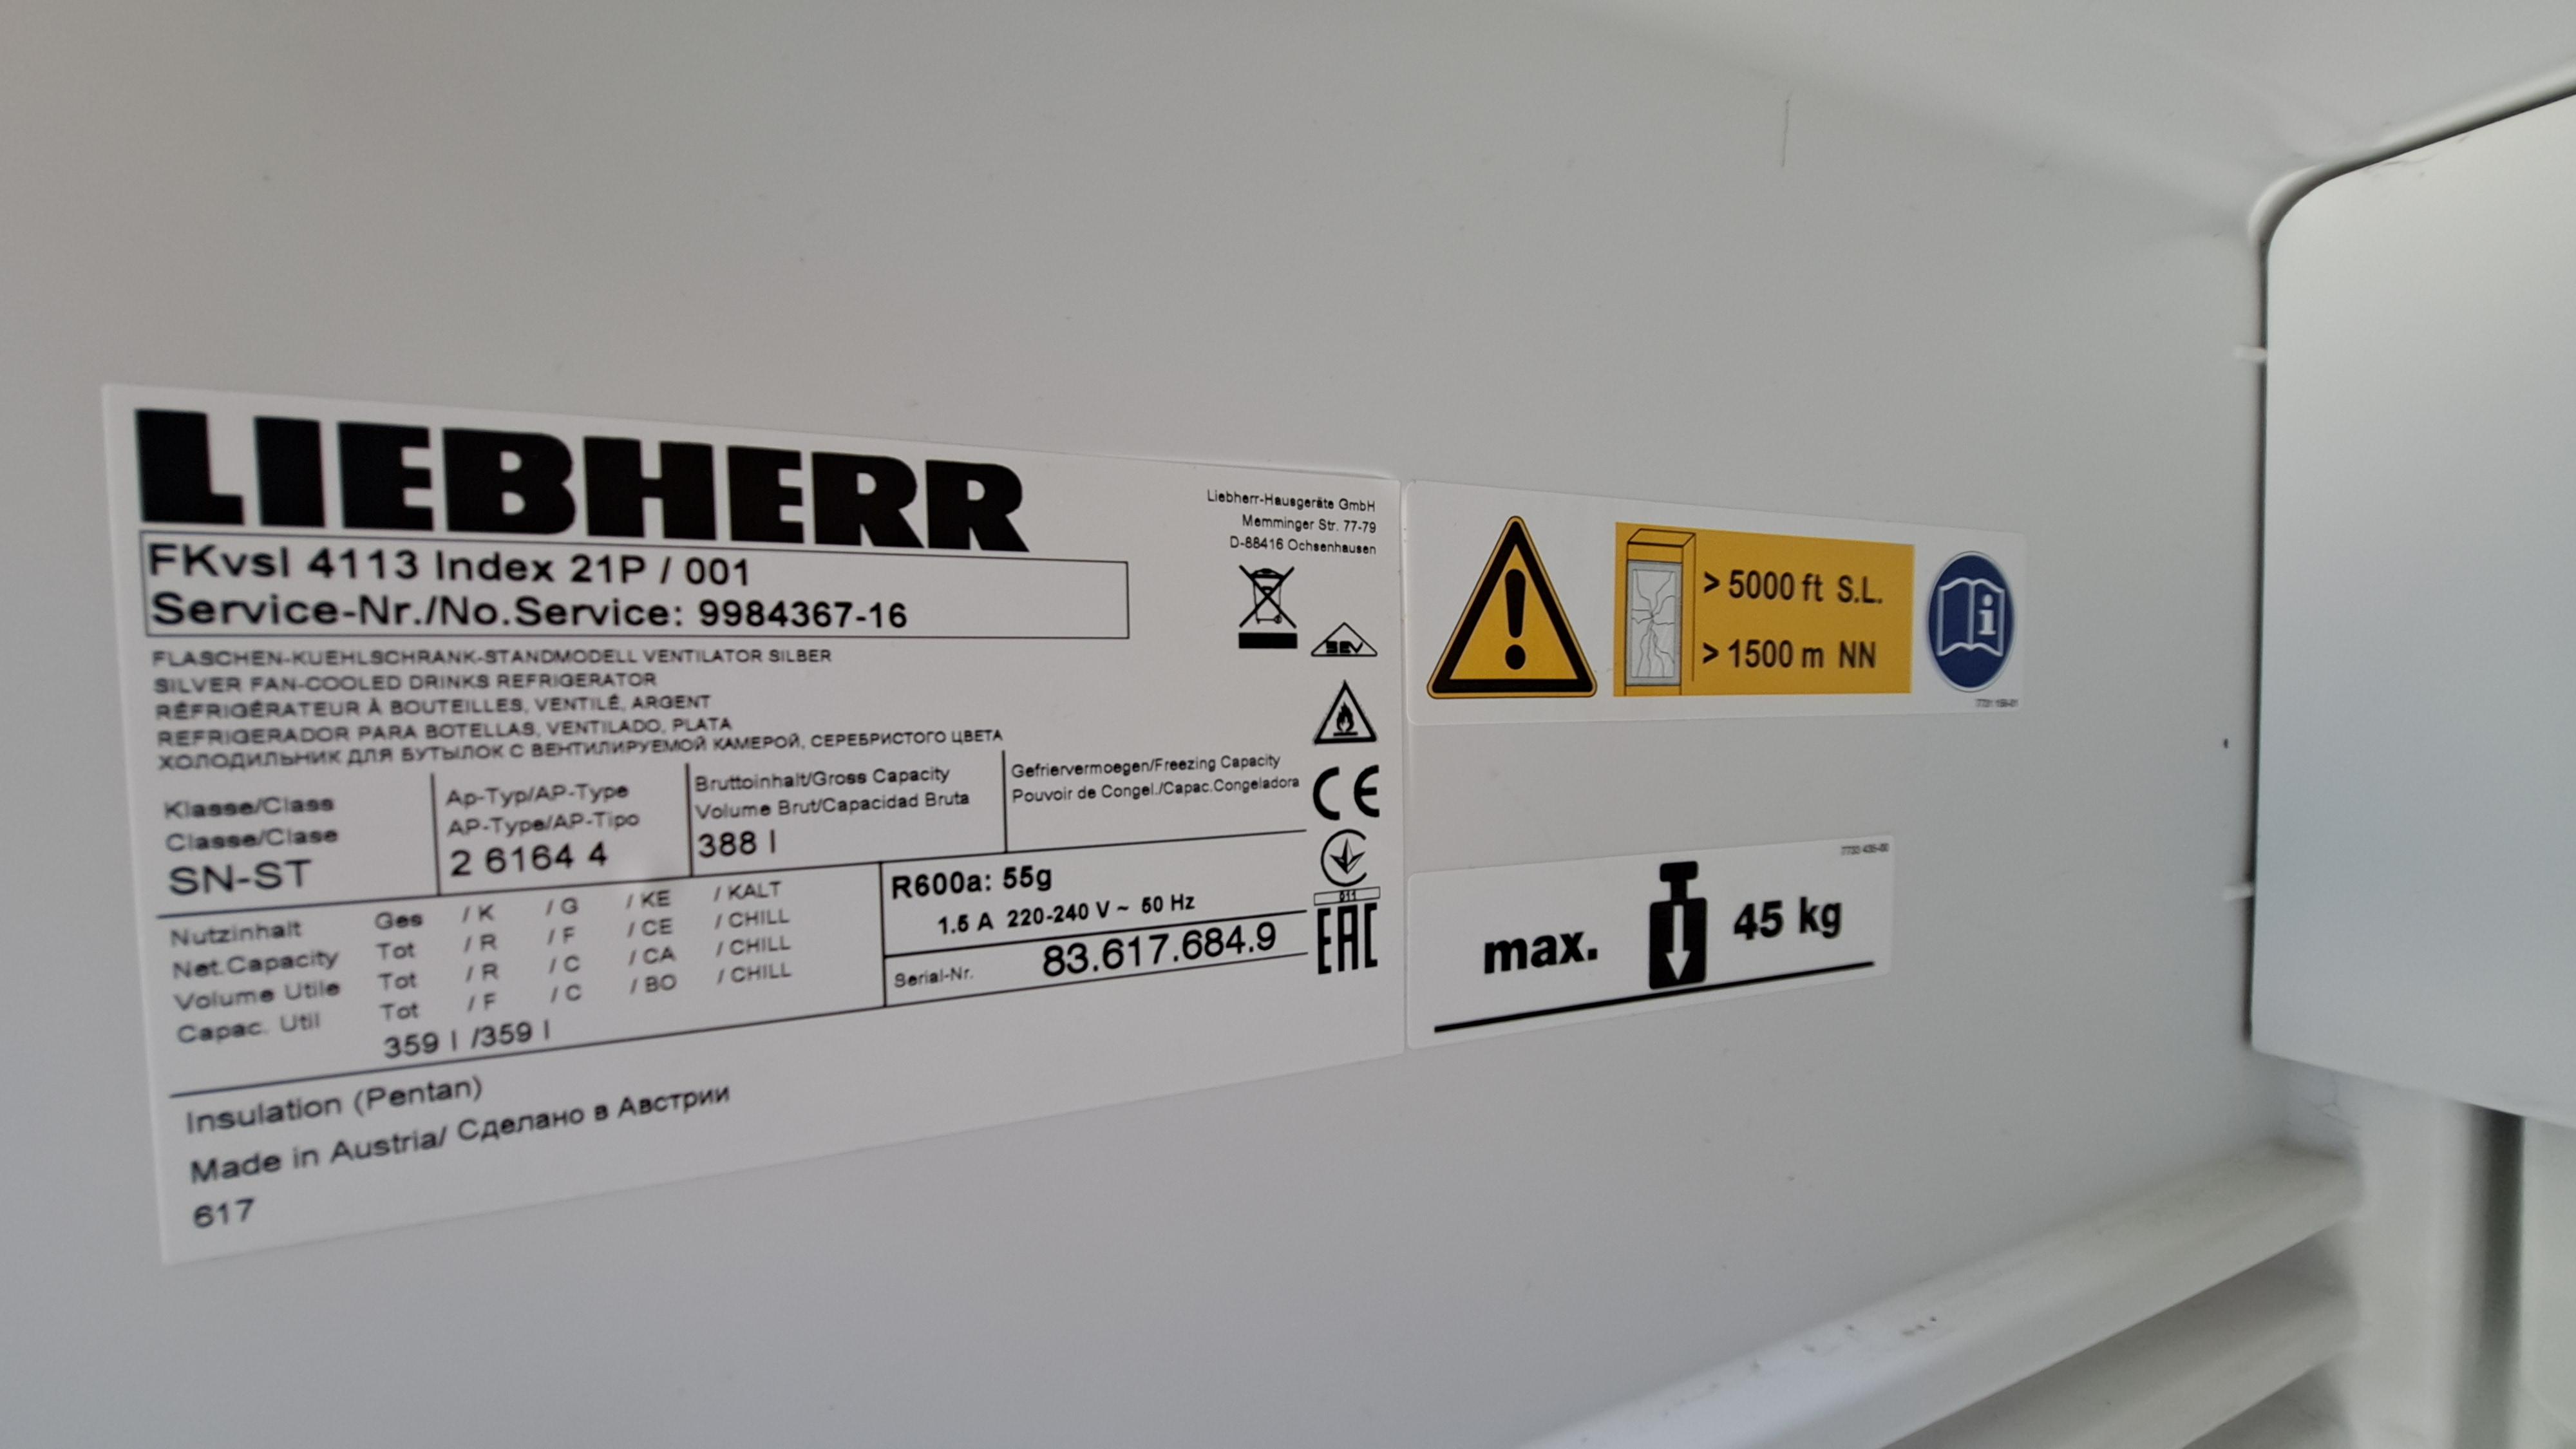 LIEBHERR
FKvsl 4113 Index 21P / 001
Service-Nr./No.Service: 9984367-16
Liebherr-Hausgeräte GmbH
Memminger Str. 77-79
D-88416 Ochsenhausen
FLASCHEN-KUEHLSCHRANK-STANDMODELL VENTILATOR SILBER
SILVER FAN-COOLED DRINKS REFRIGERATOR
RÉFRIGÉRATEUR À BOUTEILLES, VENTILÉ, ARGENT
REFRIGERADOR PARA BOTELLAS, VENTILADO, PLATA
ХОЛОДИЛЬНИК ДЛЯ БУТЫЛОК С ВЕНТИЛИРУЕМОЙ КАМЕРОЙ, СЕРЕБРИСТОГО ЦВЕТА
SEV
Klasse/Class
Classe/Clase
SN-ST
Ap-Typ/AP-Type
AP-Type/AP-Tipo
2 6164 4
Bruttoinhalt/Gross Capacity
Volume Brut/Capacidad Bruta
388 l
Gefriervermoegen/Freezing Capacity
Pouvoir de Congel./Capac.Congeladora
CE
011
EAC
Nutzinhalt Ges / K / G / KE / KALT
Net.Capacity Tot / R / F / CE / CHILL
Volume Utile Tot / R / C / CA / CHILL
Capac. Util Tot / F / C / BO / CHILL
359 l /359 l
R600a: 55g
1.5 A 220-240 V ~ 50 Hz
Serial-Nr. 83.617.684.9
Insulation (Pentan)
Made in Austria/ Сделано в Австрии
617
> 5000 ft S.L.
> 1500 m NN
max. 45 kg